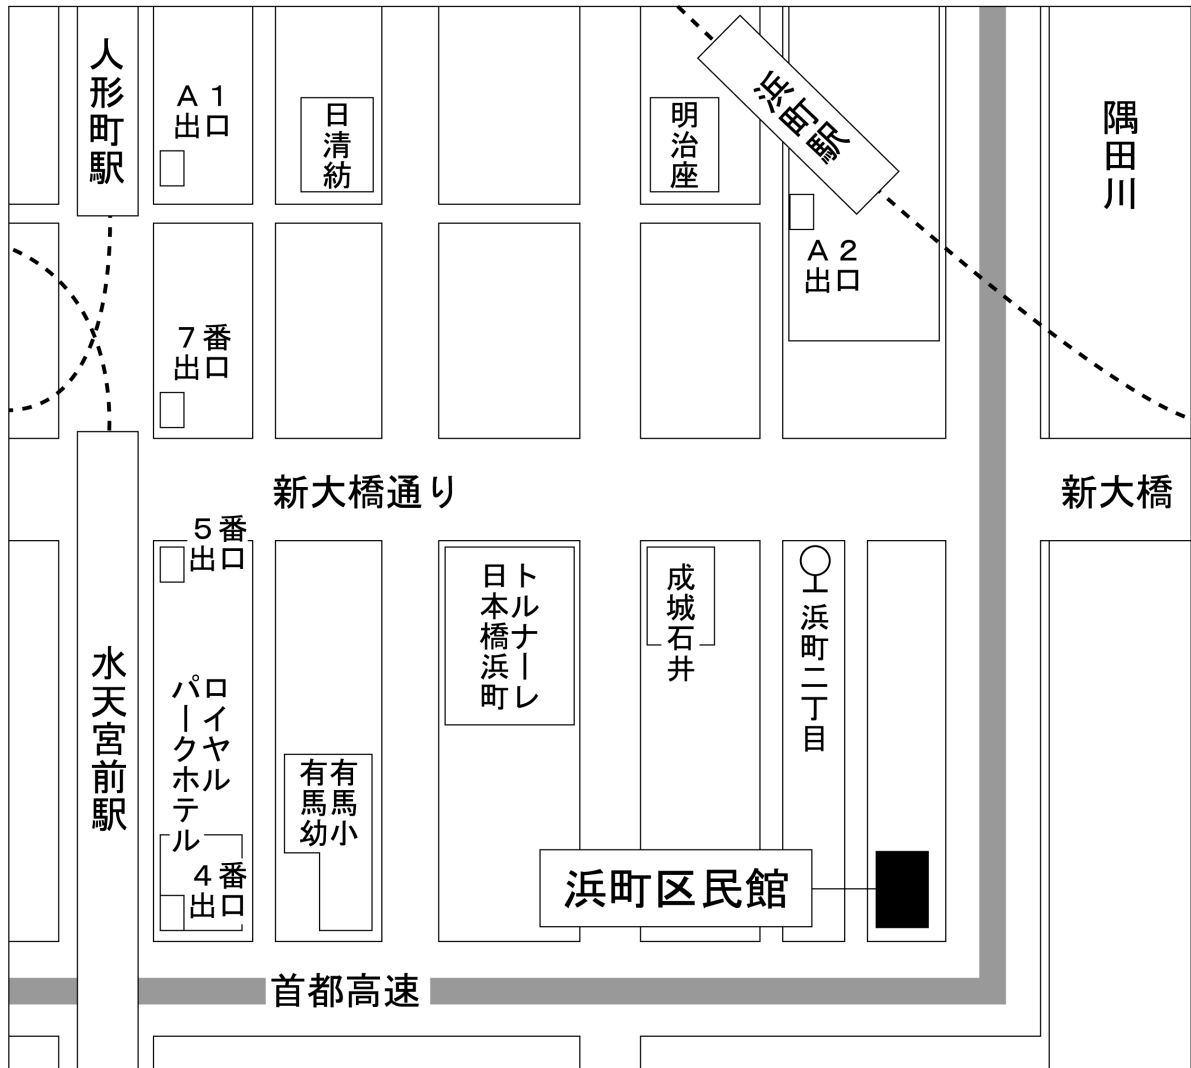 人形町駅
Ａ１
出口
日清紡
明治座
浜町駅
隅田川
Ａ２
出口
７番
出口
新大橋通り
新大橋
５番
出口
水天宮前駅
ロイヤル
パークホテル
４番
出口
有馬小
有馬幼
トルナーレ
日本橋浜町
成城石井
浜町二丁目
浜町区民館
首都高速